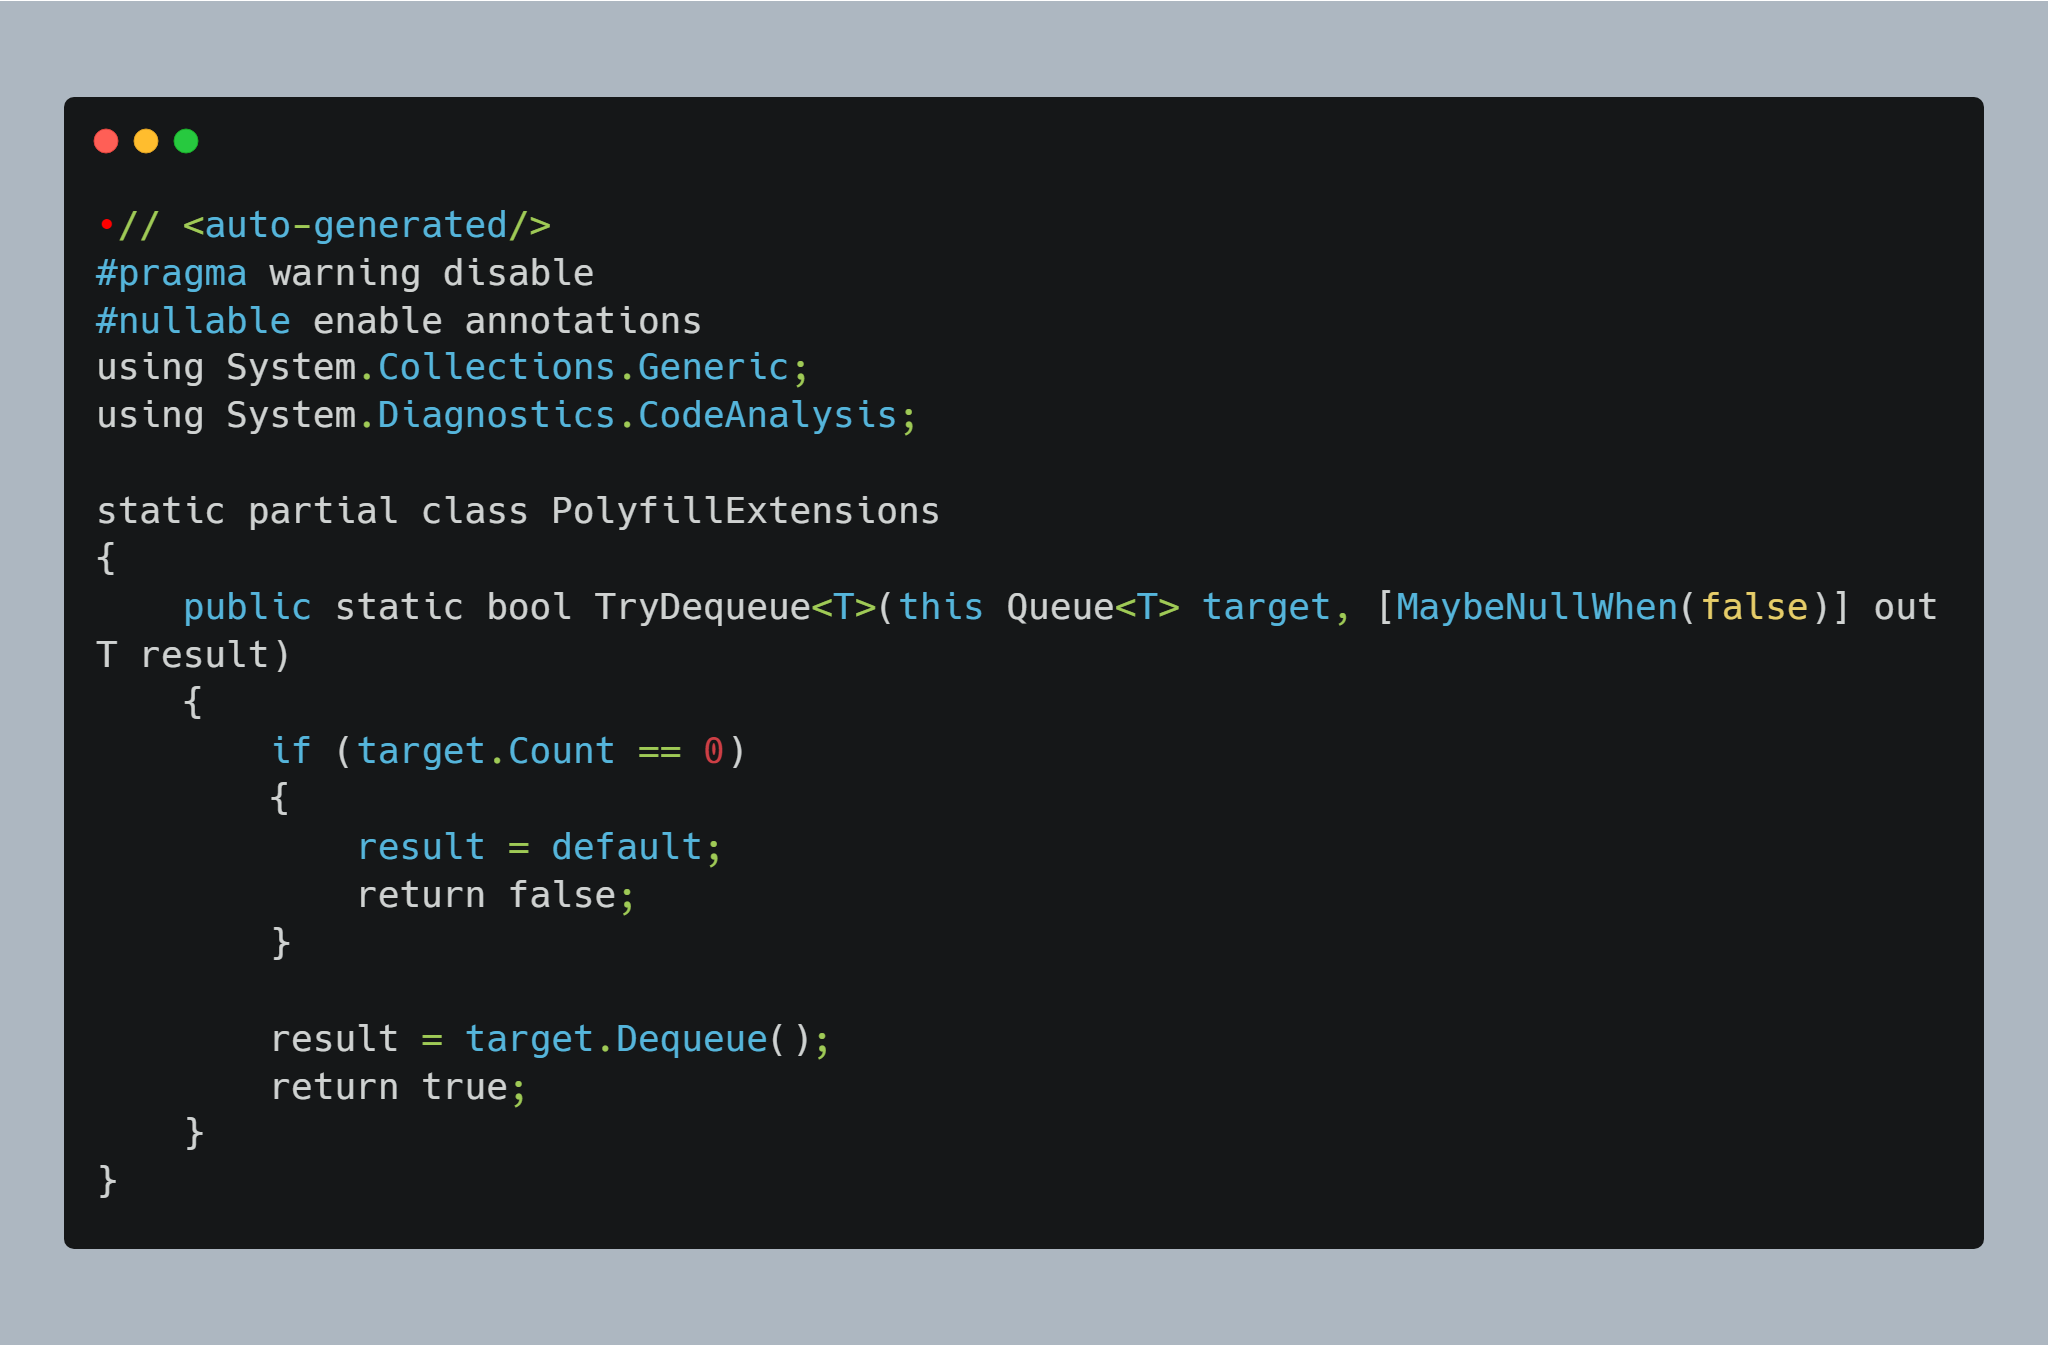 •// <auto-generated/>
#pragma warning disable
#nullable enable annotations
using System.Collections.Generic;
using System.Diagnostics.CodeAnalysis;

static partial class PolyfillExtensions
{
    public static bool TryDequeue<T>(this Queue<T> target, [MaybeNullWhen(false)] out
T result)
    {
        if (target.Count == 0)
        {
            result = default;
            return false;
        }

        result = target.Dequeue();
        return true;
    }
}